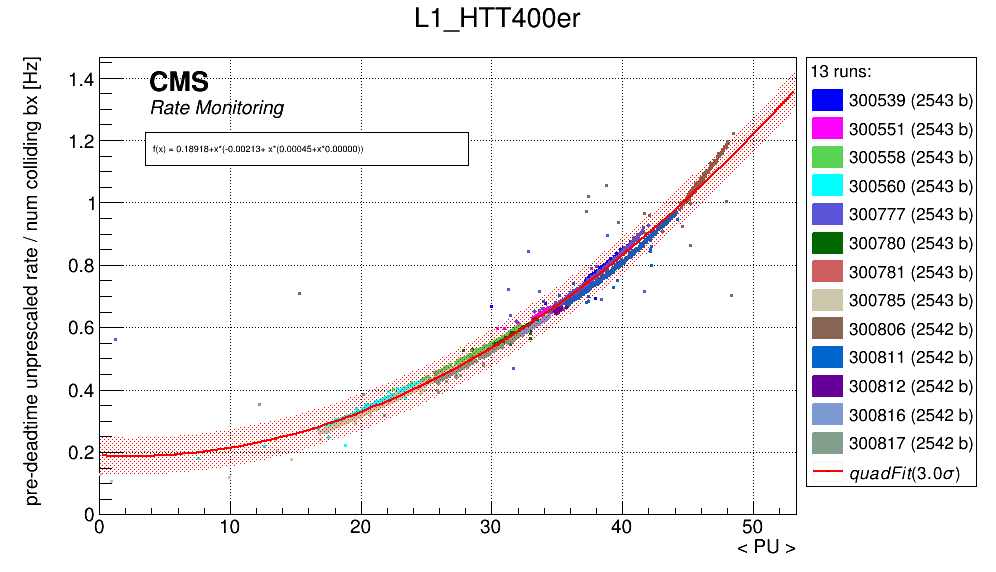 L1_HTT400er
pre-deadtime unprescaled rate / num colliding bx [Hz]
CMS
Rate Monitoring
f(x) = 0.18918+x*(-0.00213+ x*(0.00045+x*0.00000))
1.4
1.2
1
0.8
0.6
0.4
0.2
0
0 10 20 30 40 50
< PU >
13 runs:
300539 (2543 b)
300551 (2543 b)
300558 (2543 b)
300560 (2543 b)
300777 (2543 b)
300780 (2543 b)
300781 (2543 b)
300785 (2543 b)
300806 (2542 b)
300811 (2542 b)
300812 (2542 b)
300816 (2542 b)
300817 (2542 b)
quadFit(3.0σ)